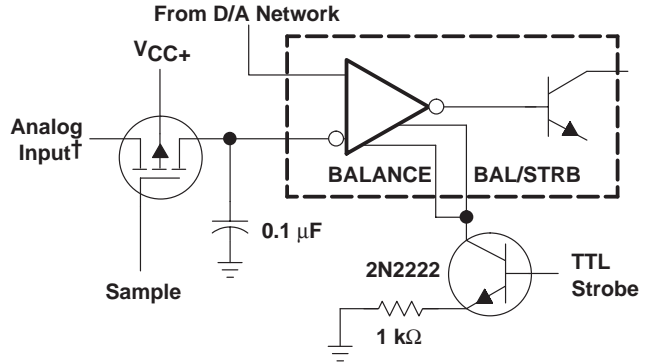 From D/A Network
VCC+
Analog
Input†
BALANCE
BAL/STRB
0.1 µF
2N2222
TTL
Strobe
Sample
1 kΩ